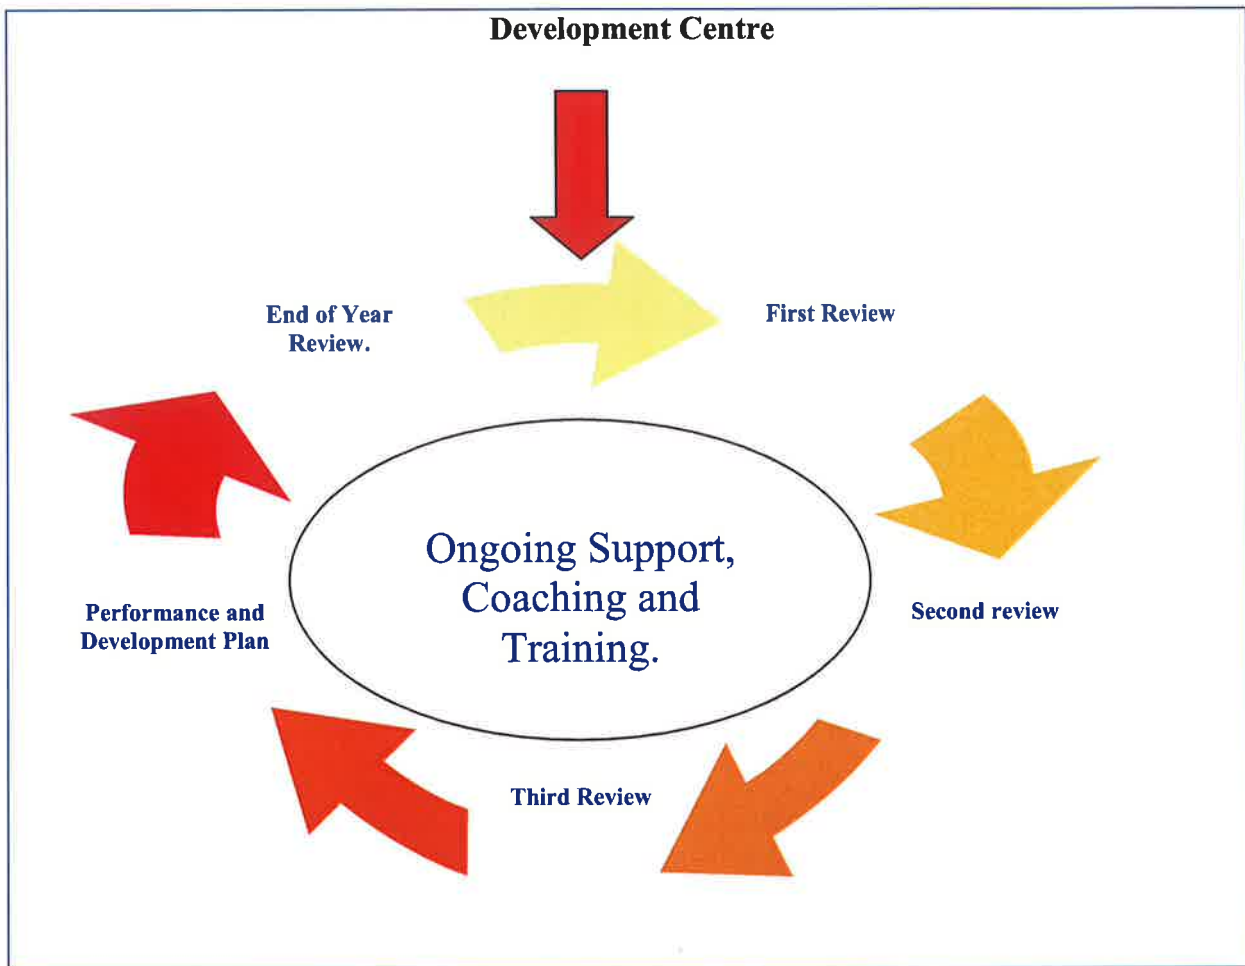 Development Centre
End of Year
Review.
First Review
Ongoing Support,
Coaching and
Training.
Performance and
Development Plan
Second review
Third Review